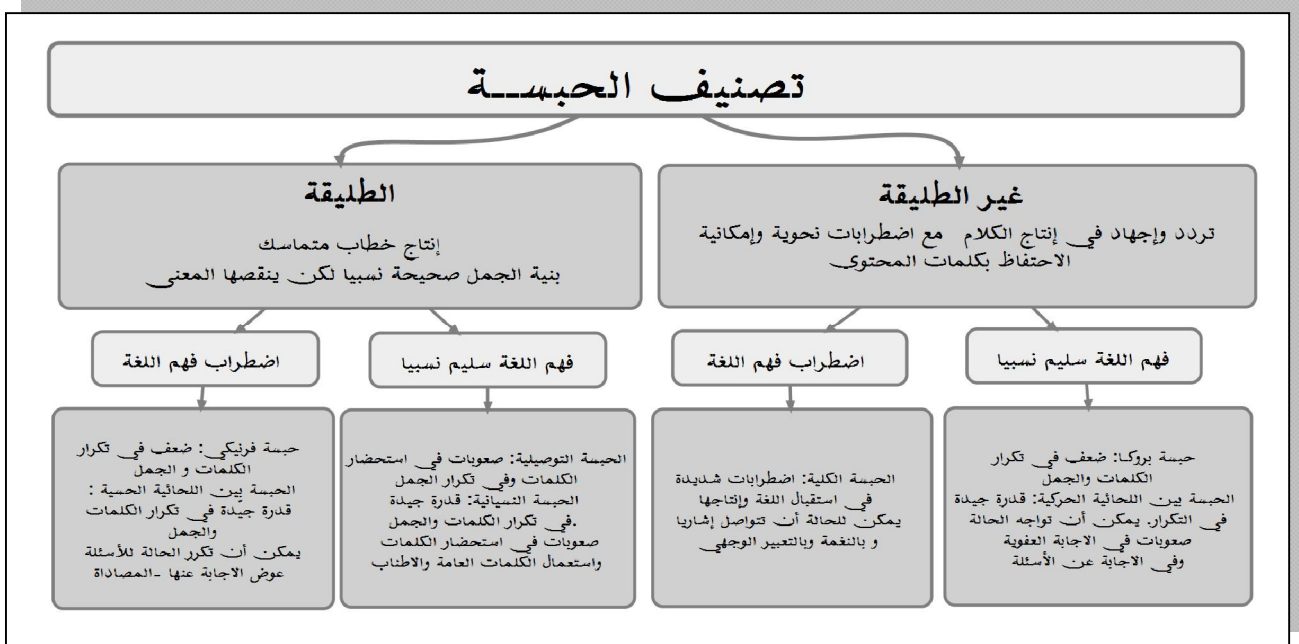 تصنيف الحبســة
غير الطليقة
تردد وإجهاد في إنتاج الكلام مع اضطرابات نحوية وإمكانية
الاحتفاظ بكلمات المحتوى
الطليقة
إنتاج خطاب متماسك
بنية الجمل صحيحة نسبيا لكن ينقصها المعنى
فهم اللغة سليم نسبيا
اضطراب فهم اللغة
فهم اللغة سليم نسبيا
اضطراب فهم اللغة
حبسة بروكا: ضعف في تكرار
الكلمات والجمل
الحبسة بين اللحائية الحركية: قدرة جيدة
في التكرار. يمكن أن تواجه الحالة
صعوبات في الاجابة العفوية
وفي الاجابة عن الأسئلة
الحبسة الكلية: اضطرابات شديدة
في استقبال اللغة وإنتاجها
يمكن للحالة أن تتواصل إشاريا
و بالنغمة وبالتعبير الوجهي
الحبسة التوصيلية: صعوبات في استحضار
الكلمات وفي تكرار الجمل
الحبسة النسيانية: قدرة جيدة
.في تكرار الكلمات والجمل
صعوبات في استحضار الكلمات
واستعمال الكلمات العامة والاطناب
حبسة فرنيكي: ضعف في تكرار
الكلمات و الجمل
الحبسة بين اللحائية الحسية :
قدرة جيدة في تكرار الكلمات
والجمل
يمكن أن تكرر الحالة للأسئلة
عوض الاجابة عنها -المصاداة